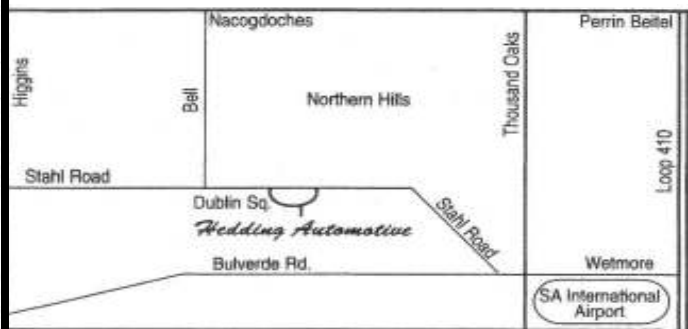 Nacogdoches
Perrin Beitel
Higgins
Bell
Northern Hills
Thousand Oaks
Loop 410
Stahl Road
Dublin Sq.
Hedding Automotive
Stahl Road
Bulverde Rd.
Wetmore
SA International
Airport